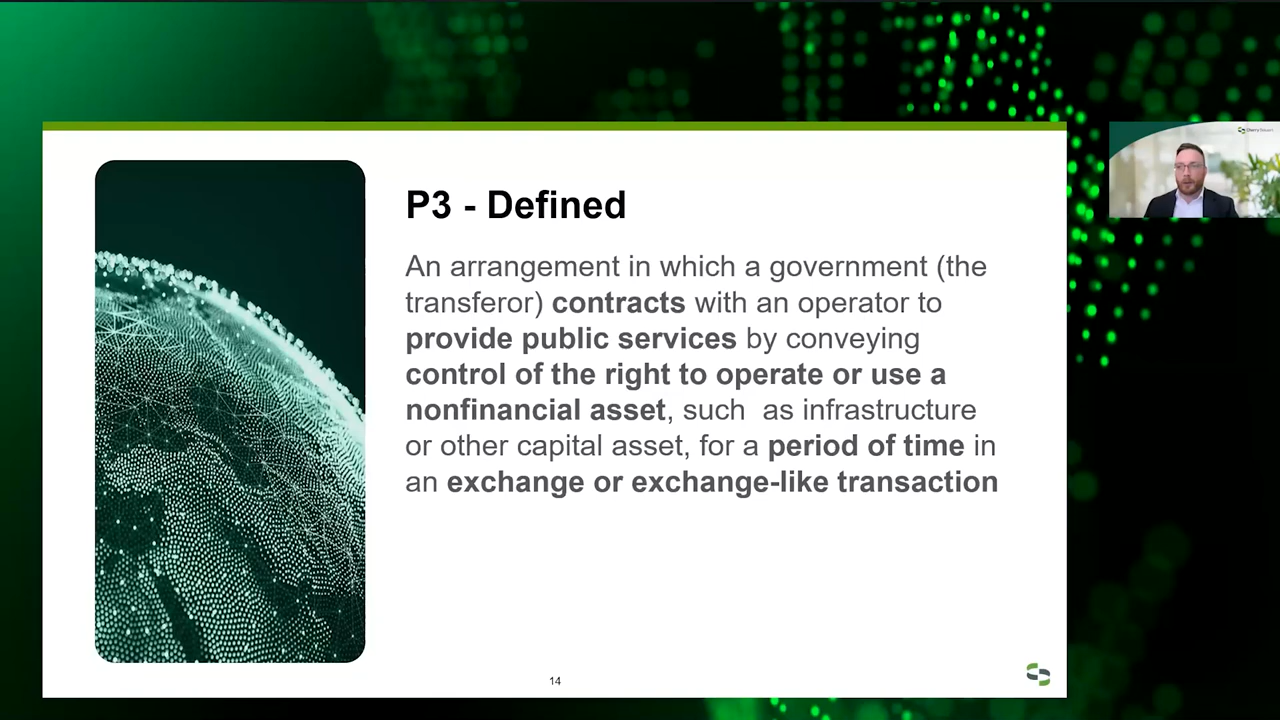 P3 - Defined
An arrangement in which a government (the
transferor) contracts with an operator to
provide public services by conveying
control of the right to operate or use a
nonfinancial asset, such  as infrastructure
or other capital asset, for a period of time in
an exchange or exchange-like transaction
14